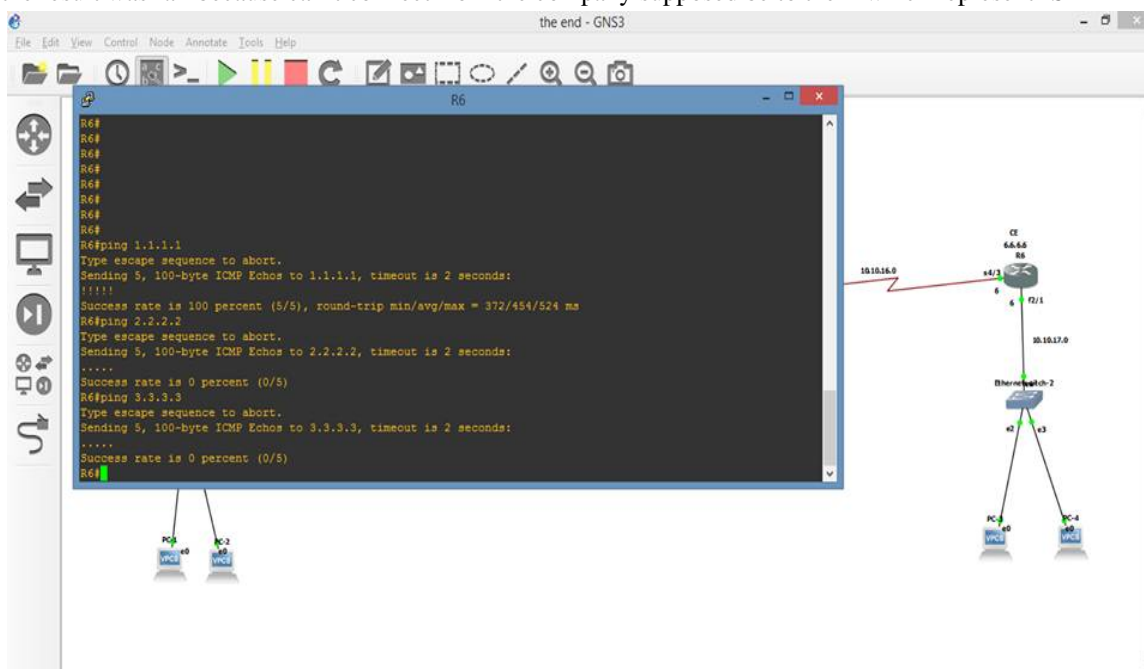 the end - GNS3
File Edit View Control Node Annotate Tools Help
R6
R6#
R6#
R6#
R6#
R6#
R6#
R6#
R6#
R6#ping 1.1.1.1
Type escape sequence to abort.
Sending 5, 100-byte ICMP Echos to 1.1.1.1, timeout is 2 seconds:
!!!!!
Success rate is 100 percent (5/5), round-trip min/avg/max = 372/454/524 ms
R6#ping 2.2.2.2
Type escape sequence to abort.
Sending 5, 100-byte ICMP Echos to 2.2.2.2, timeout is 2 seconds:
.....
Success rate is 0 percent (0/5)
R6#ping 3.3.3.3
Type escape sequence to abort.
Sending 5, 100-byte ICMP Echos to 3.3.3.3, timeout is 2 seconds:
.....
Success rate is 0 percent (0/5)
R6#
CE
6.6.6.6
R6
10.10.16.0
s4/3
6
6
f2/1
10.10.17.0
e2
e3
PC-1
e0
VPCS
PC-2
e0
VPCS
e0
VPCS
PC-4
e0
VPCS